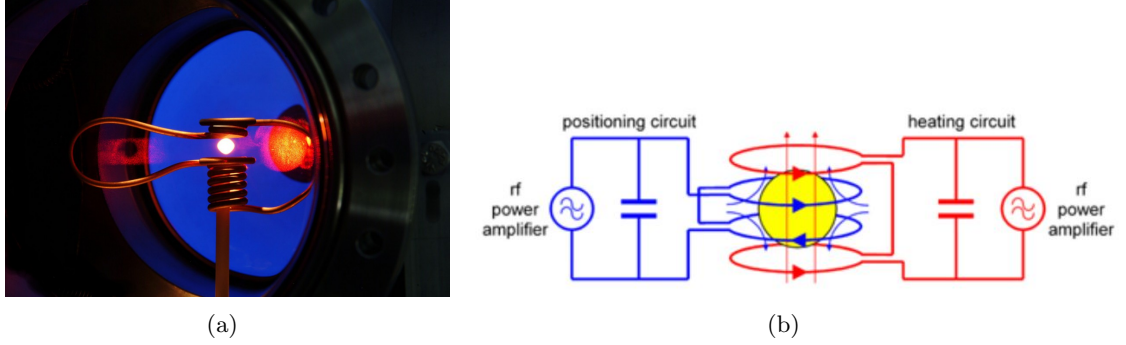 positioning circuit
heating circuit
rf
power
amplifier
rf
power
amplifier
(a)
(b)